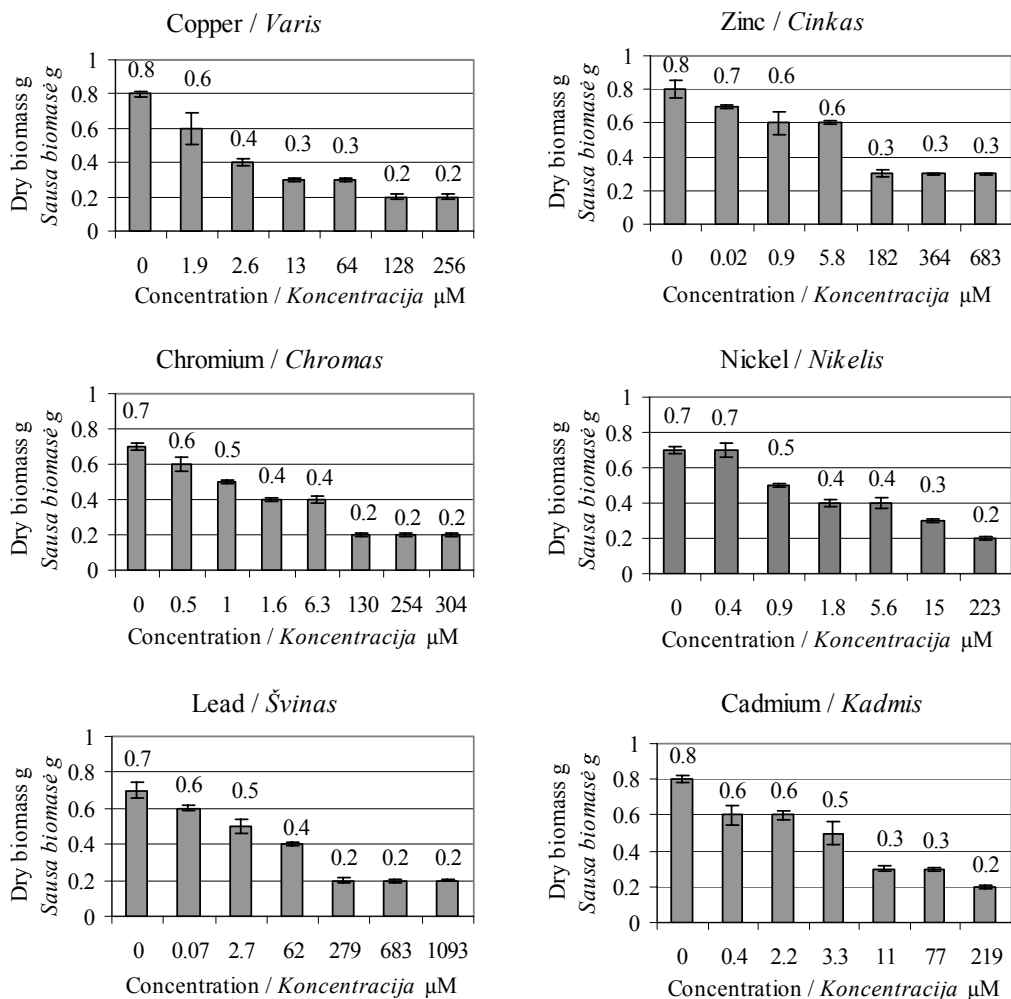 Copper / Varis
Dry biomass g
Sausa biomasė g
1
0.8
0.6
0.4
0.2
0
0.8
0.6
0.4
0.3
0.3
0.2
0.2
0 1.9 2.6 13 64 128 256
Concentration / Koncentracija µM
Zinc / Cinkas
Dry biomass g
Sausa biomasė g
1
0.8
0.6
0.4
0.2
0
0.8
0.7
0.6
0.6
0.3
0.3
0.3
0 0.02 0.9 5.8 182 364 683
Concentration / Koncentracija µM
Chromium / Chromas
Dry biomass g
Sausa biomasė g
1
0.8
0.6
0.4
0.2
0
0.7
0.6
0.5
0.4
0.4
0.2
0.2
0.2
0 0.5 1 1.6 6.3 130 254 304
Concentration / Koncentracija µM
Nickel / Nikelis
Dry biomass g
Sausa biomasė g
1
0.8
0.6
0.4
0.2
0
0.7
0.7
0.5
0.4
0.4
0.3
0.2
0 0.4 0.9 1.8 5.6 15 223
Concentration / Koncentracija µM
Lead / Švinas
Dry biomass g
Sausa biomasė g
1
0.8
0.6
0.4
0.2
0
0.7
0.6
0.5
0.4
0.2
0.2
0.2
0 0.07 2.7 62 279 683 1093
Concentration / Koncentracija µM
Cadmium / Kadmis
Dry biomass g
Sausa biomasė g
1
0.8
0.6
0.4
0.2
0
0.8
0.6
0.6
0.5
0.3
0.3
0.2
0 0.4 2.2 3.3 11 77 219
Concentration / Koncentracija µM